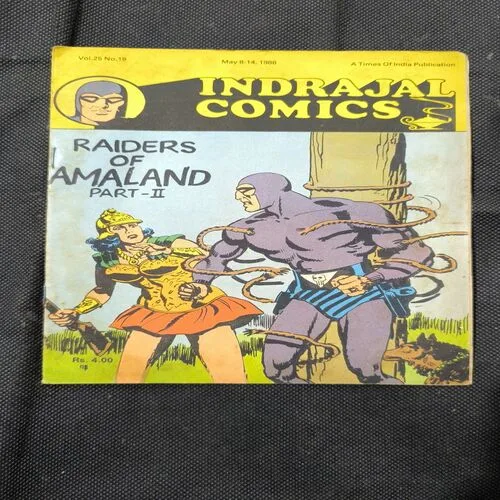 Vol.25 No.19 May 8-14, 1988 A Times Of India Publication
INDRAJAL
COMICS
RAIDERS
OF
AMALAND
PART-II
Rs. 4.00